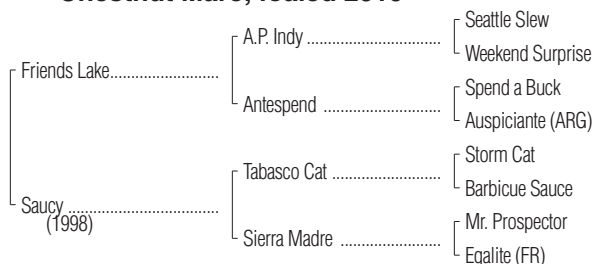 Seattle Slew
A.P. Indy ........................................
Weekend Surprise
Friends Lake................................
Spend a Buck
Antespend ...................................
Auspiciante (ARG)
Storm Cat
Tabasco Cat ................................
Barbicue Sauce
Saucy ...........................................
(1998)
Mr. Prospector
Sierra Madre ..............................
Egalite (FR)